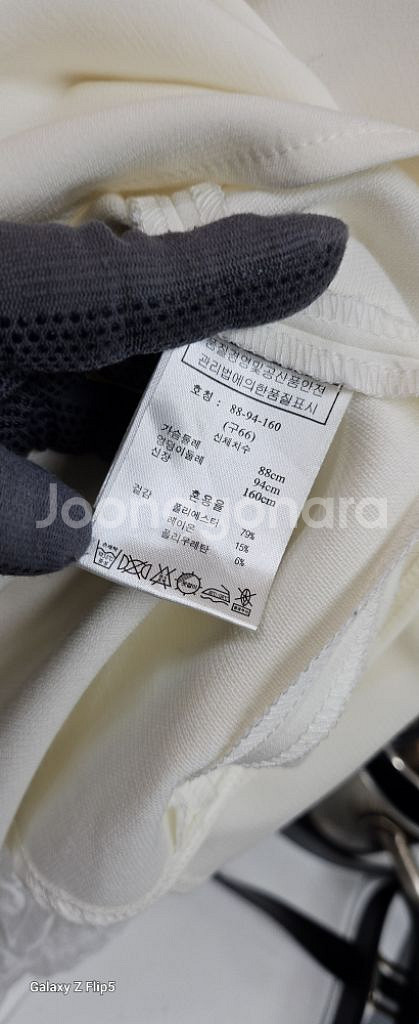 품질경영및공산품안전
관리법에의한품질표시
호칭 : 88-94-160
(구66)
신체치수
가슴둘레 88cm
엉덩이둘레 94cm
신장 160cm
겉감 혼용율
폴리에스터 79%
레이온 15%
폴리우레탄 6%
Joonggonara
Galaxy Z Flip5